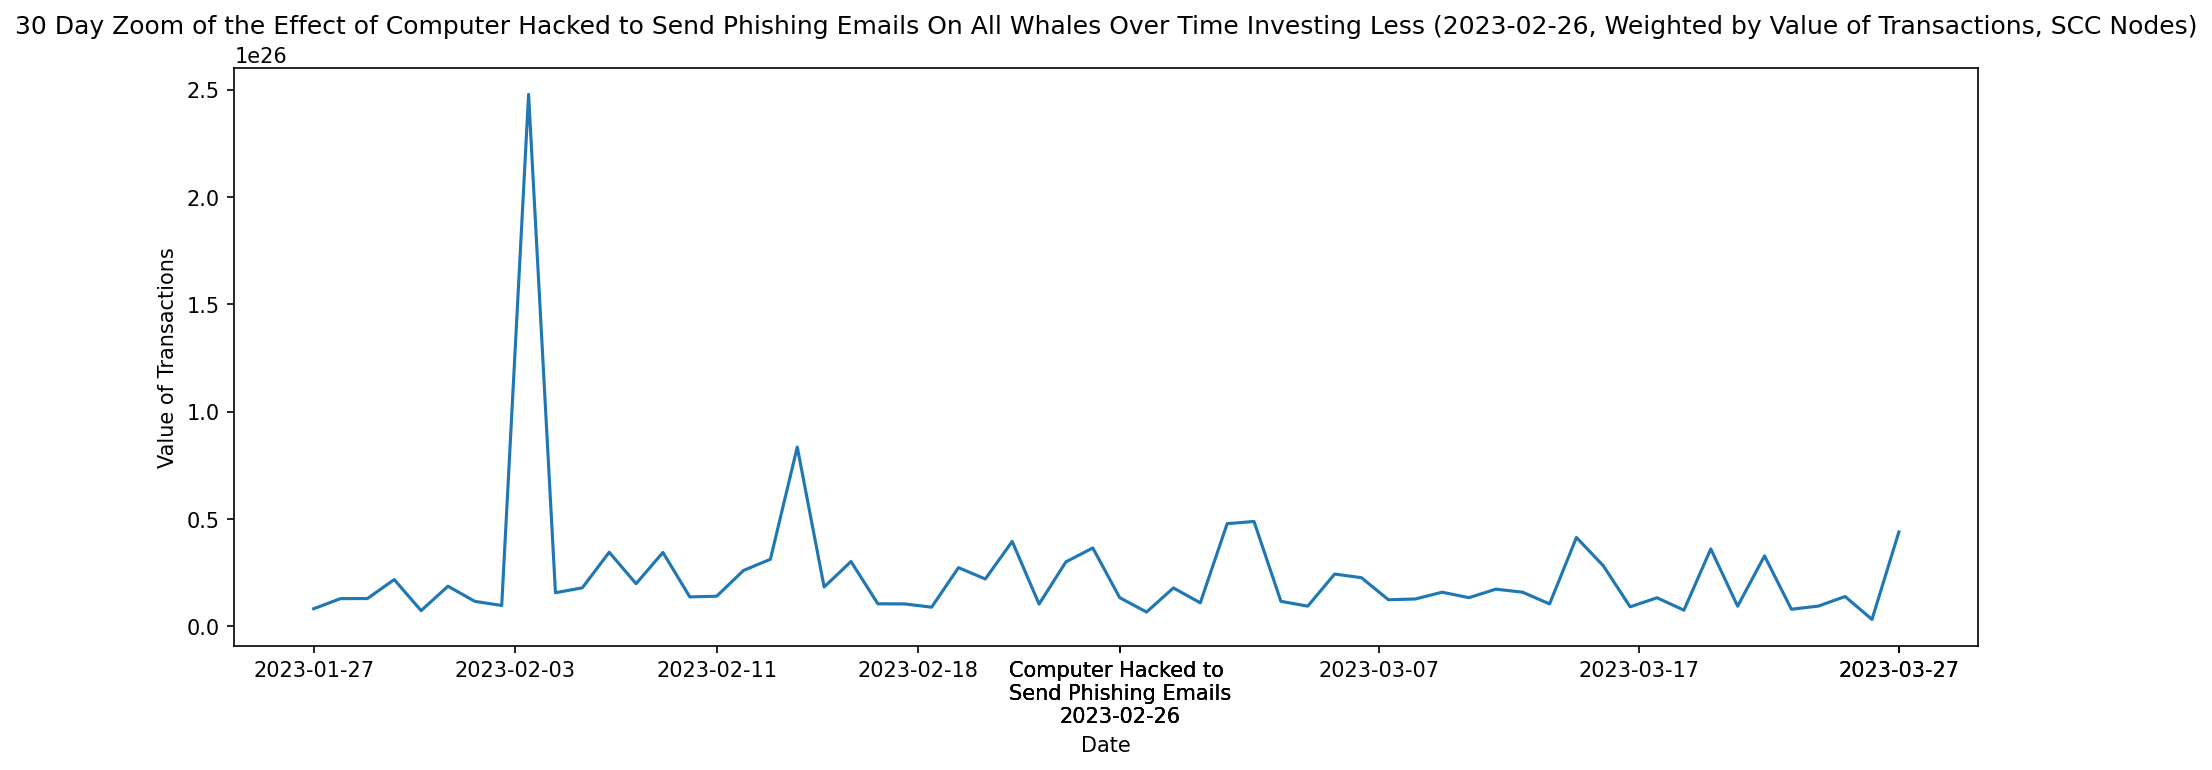 30 Day Zoom of the Effect of Computer Hacked to Send Phishing Emails On All Whales Over Time Investing Less (2023-02-26, Weighted by Value of Transactions, SCC Nodes)
1e26
2.5
2.0
1.5
1.0
0.5
0.0
Value of Transactions
2023-01-27
2023-02-03
2023-02-11
2023-02-18
Computer Hacked to
Send Phishing Emails
2023-02-26
2023-03-07
2023-03-17
2023-03-27
Date